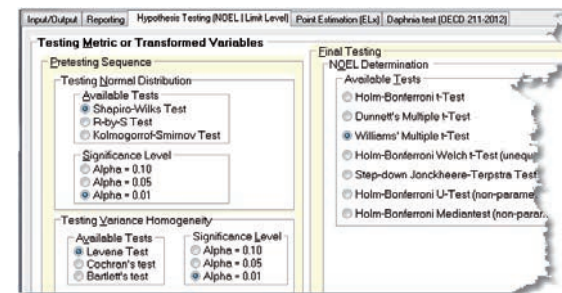 Input/Output Reporting Hypothesis Testing (NOEL | Limit Level) Point Estimation (ELx) Daphnia test (OECD 211-2012)
Testing Metric or Transformed Variables
Pretesting Sequence
Testing Normal Distribution
Available Tests
Shapiro-Wilks Test
R-by-S Test
Kolmogorrof-Smirnov Test
Significance Level
Alpha = 0.10
Alpha = 0.05
Alpha = 0.01
Testing Variance Homogeneity
Available Tests
Levene Test
Cochran's test
Bartlett's test
Significance Level
Alpha = 0.10
Alpha = 0.05
Alpha = 0.01
Final Testing
NOEL Determination
Available Tests
Holm-Bonferroni t-Test
Dunnett's Multiple t-Test
Williams' Multiple t-Test
Holm-Bonferroni Welch t-Test (unequ
Step-down Jonckheere-Terpstra Test
Holm-Bonferroni U-Test (non-parame
Holm-Bonferroni Mediantest (non-param